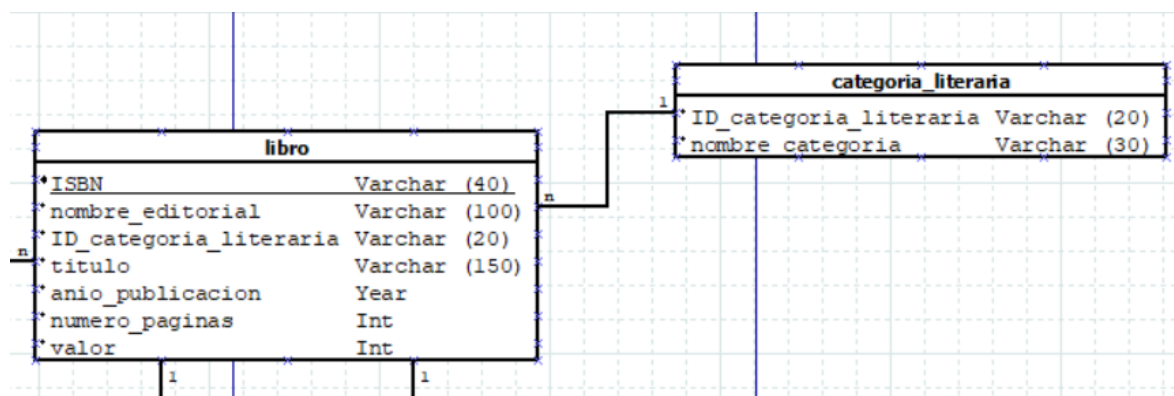 categoria_literaria
1
ID_categoria_literaria Varchar (20)
nombre_categoria Varchar (30)
libro
ISBN Varchar (40)
n
nombre_editorial Varchar (100)
ID_categoria_literaria Varchar (20)
n
titulo Varchar (150)
anio_publicacion Year
numero_paginas Int
valor Int
1
1